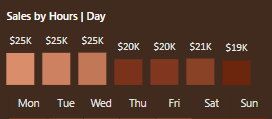 Sales by Hours | Day
$25K $25K $25K $20K $20K $21K $19K
Mon Tue Wed Thu Fri Sat Sun